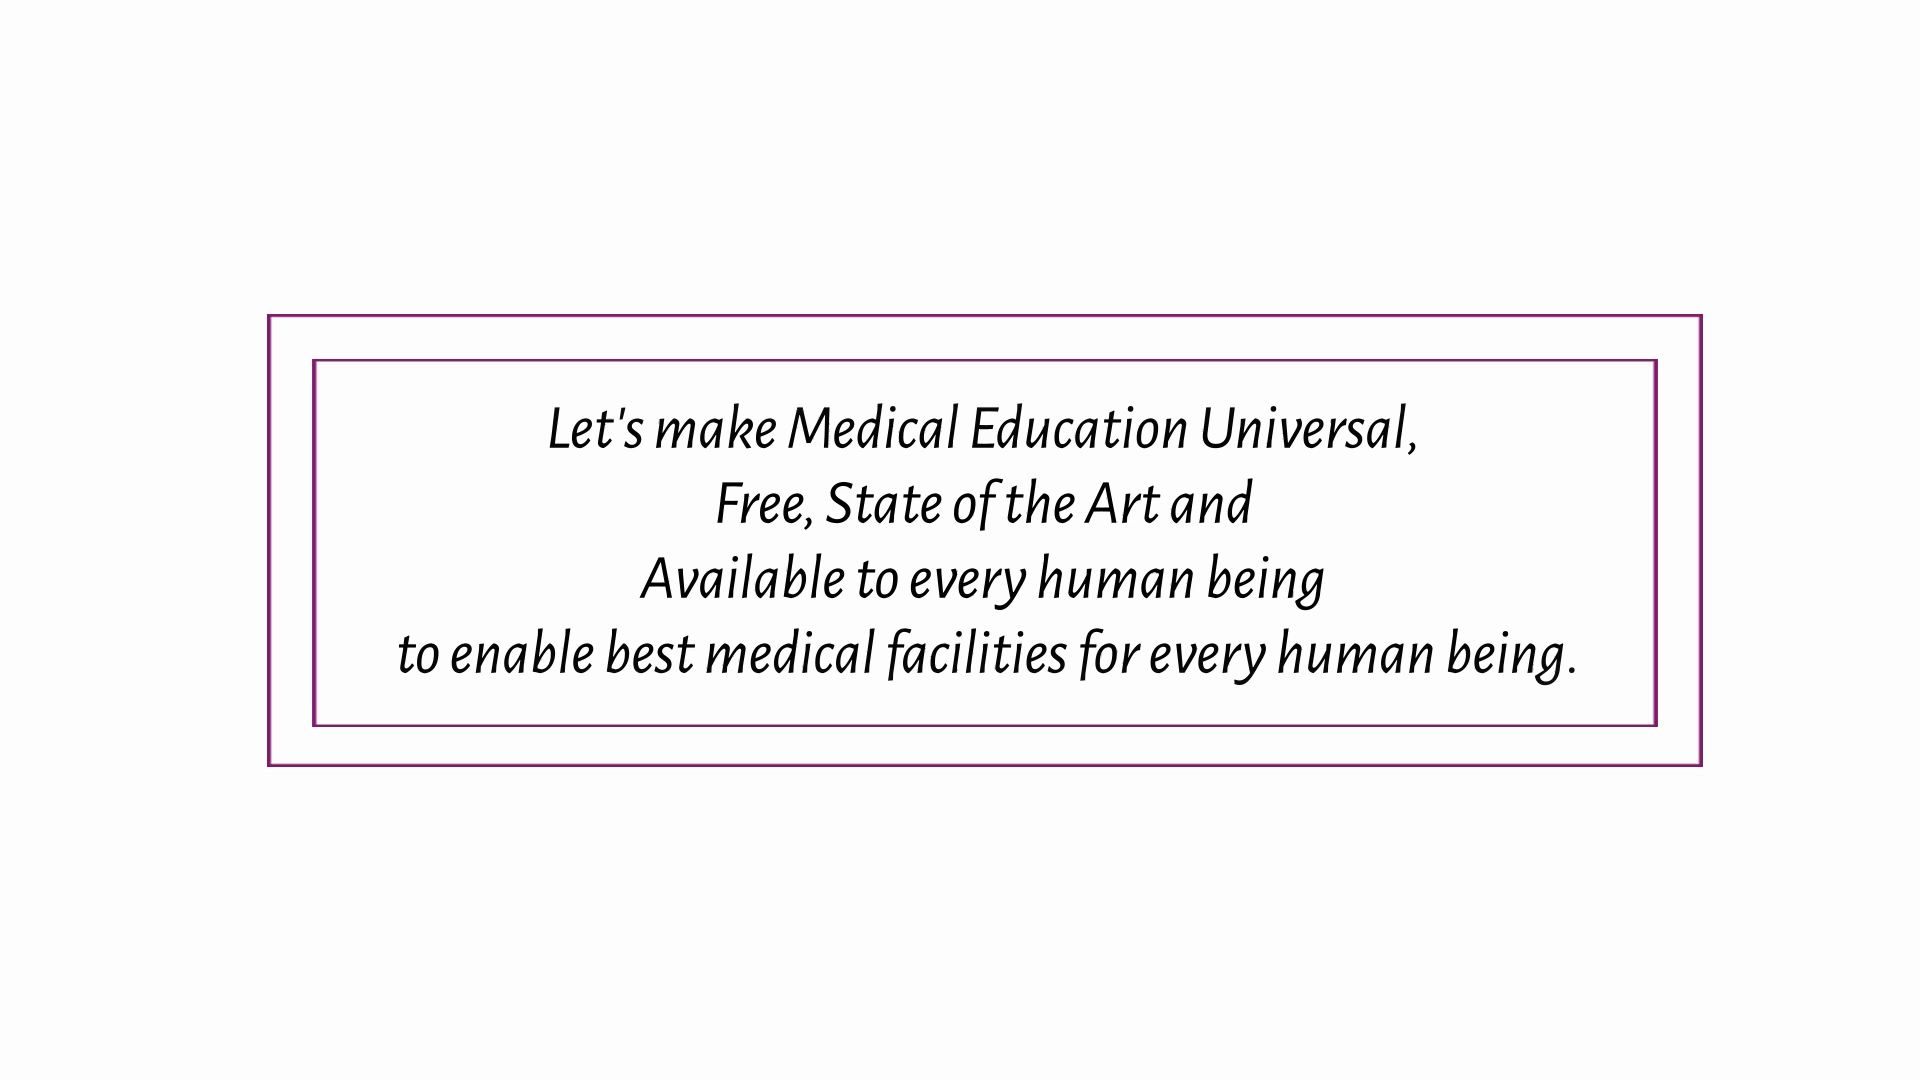 Let's make Medical Education Universal,
Free, State of the Art and
Available to every human being
to enable best medical facilities for every human being.